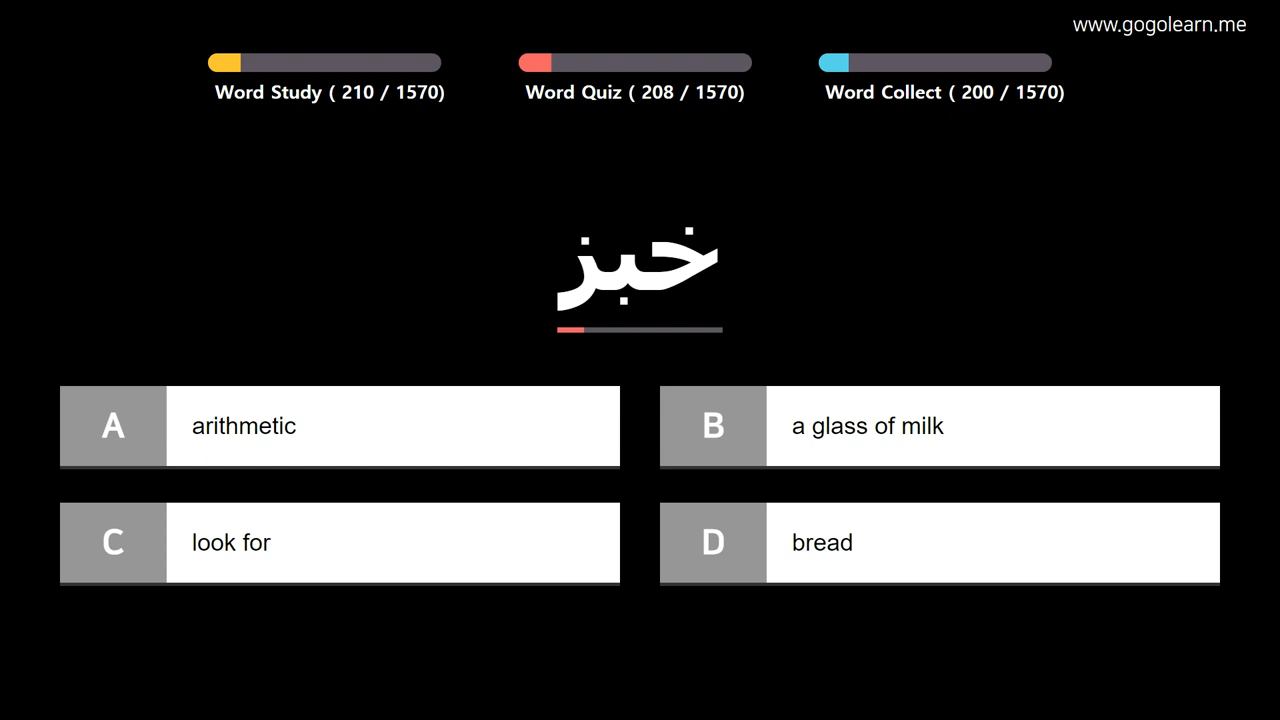 www.gogolearn.me
Word Study ( 210 / 1570)
Word Quiz ( 208 / 1570)
Word Collect ( 200 / 1570)
خبز
A arithmetic
B a glass of milk
C look for
D bread